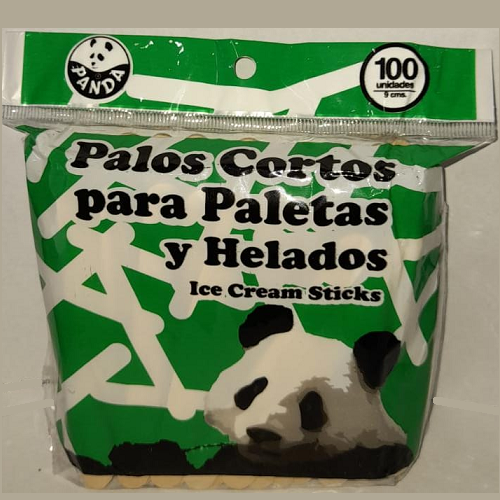 PANDA
100
unidades
9 cms.
Palos Cortos
para Paletas
y Helados
Ice Cream Sticks